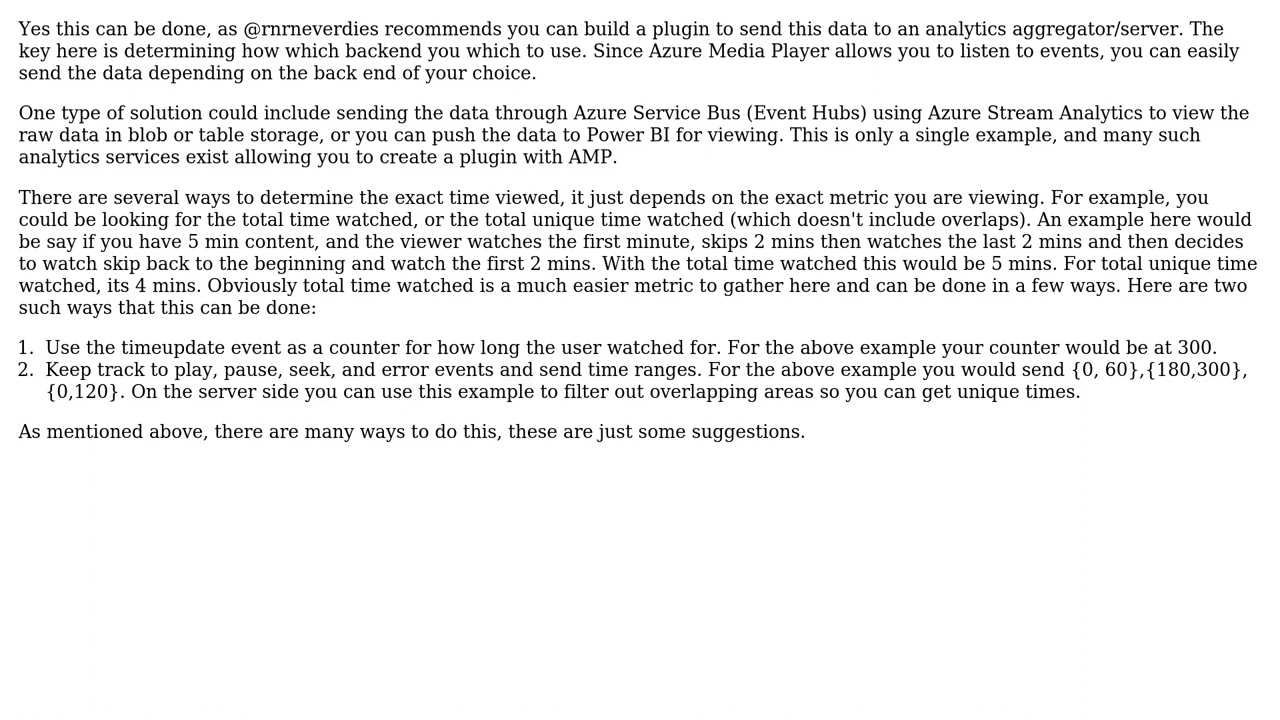 Yes this can be done, as @rnrneverdies recommends you can build a plugin to send this data to an analytics aggregator/server. The
key here is determining how which backend you which to use. Since Azure Media Player allows you to listen to events, you can easily
send the data depending on the back end of your choice.
One type of solution could include sending the data through Azure Service Bus (Event Hubs) using Azure Stream Analytics to view the
raw data in blob or table storage, or you can push the data to Power BI for viewing. This is only a single example, and many such
analytics services exist allowing you to create a plugin with AMP.
There are several ways to determine the exact time viewed, it just depends on the exact metric you are viewing. For example, you
could be looking for the total time watched, or the total unique time watched (which doesn't include overlaps). An example here would
be say if you have 5 min content, and the viewer watches the first minute, skips 2 mins then watches the last 2 mins and then decides
to watch skip back to the beginning and watch the first 2 mins. With the total time watched this would be 5 mins. For total unique time
watched, its 4 mins. Obviously total time watched is a much easier metric to gather here and can be done in a few ways. Here are two
such ways that this can be done:
1. Use the timeupdate event as a counter for how long the user watched for. For the above example your counter would be at 300.
2. Keep track to play, pause, seek, and error events and send time ranges. For the above example you would send {0, 60},{180,300},
{0,120}. On the server side you can use this example to filter out overlapping areas so you can get unique times.
As mentioned above, there are many ways to do this, these are just some suggestions.